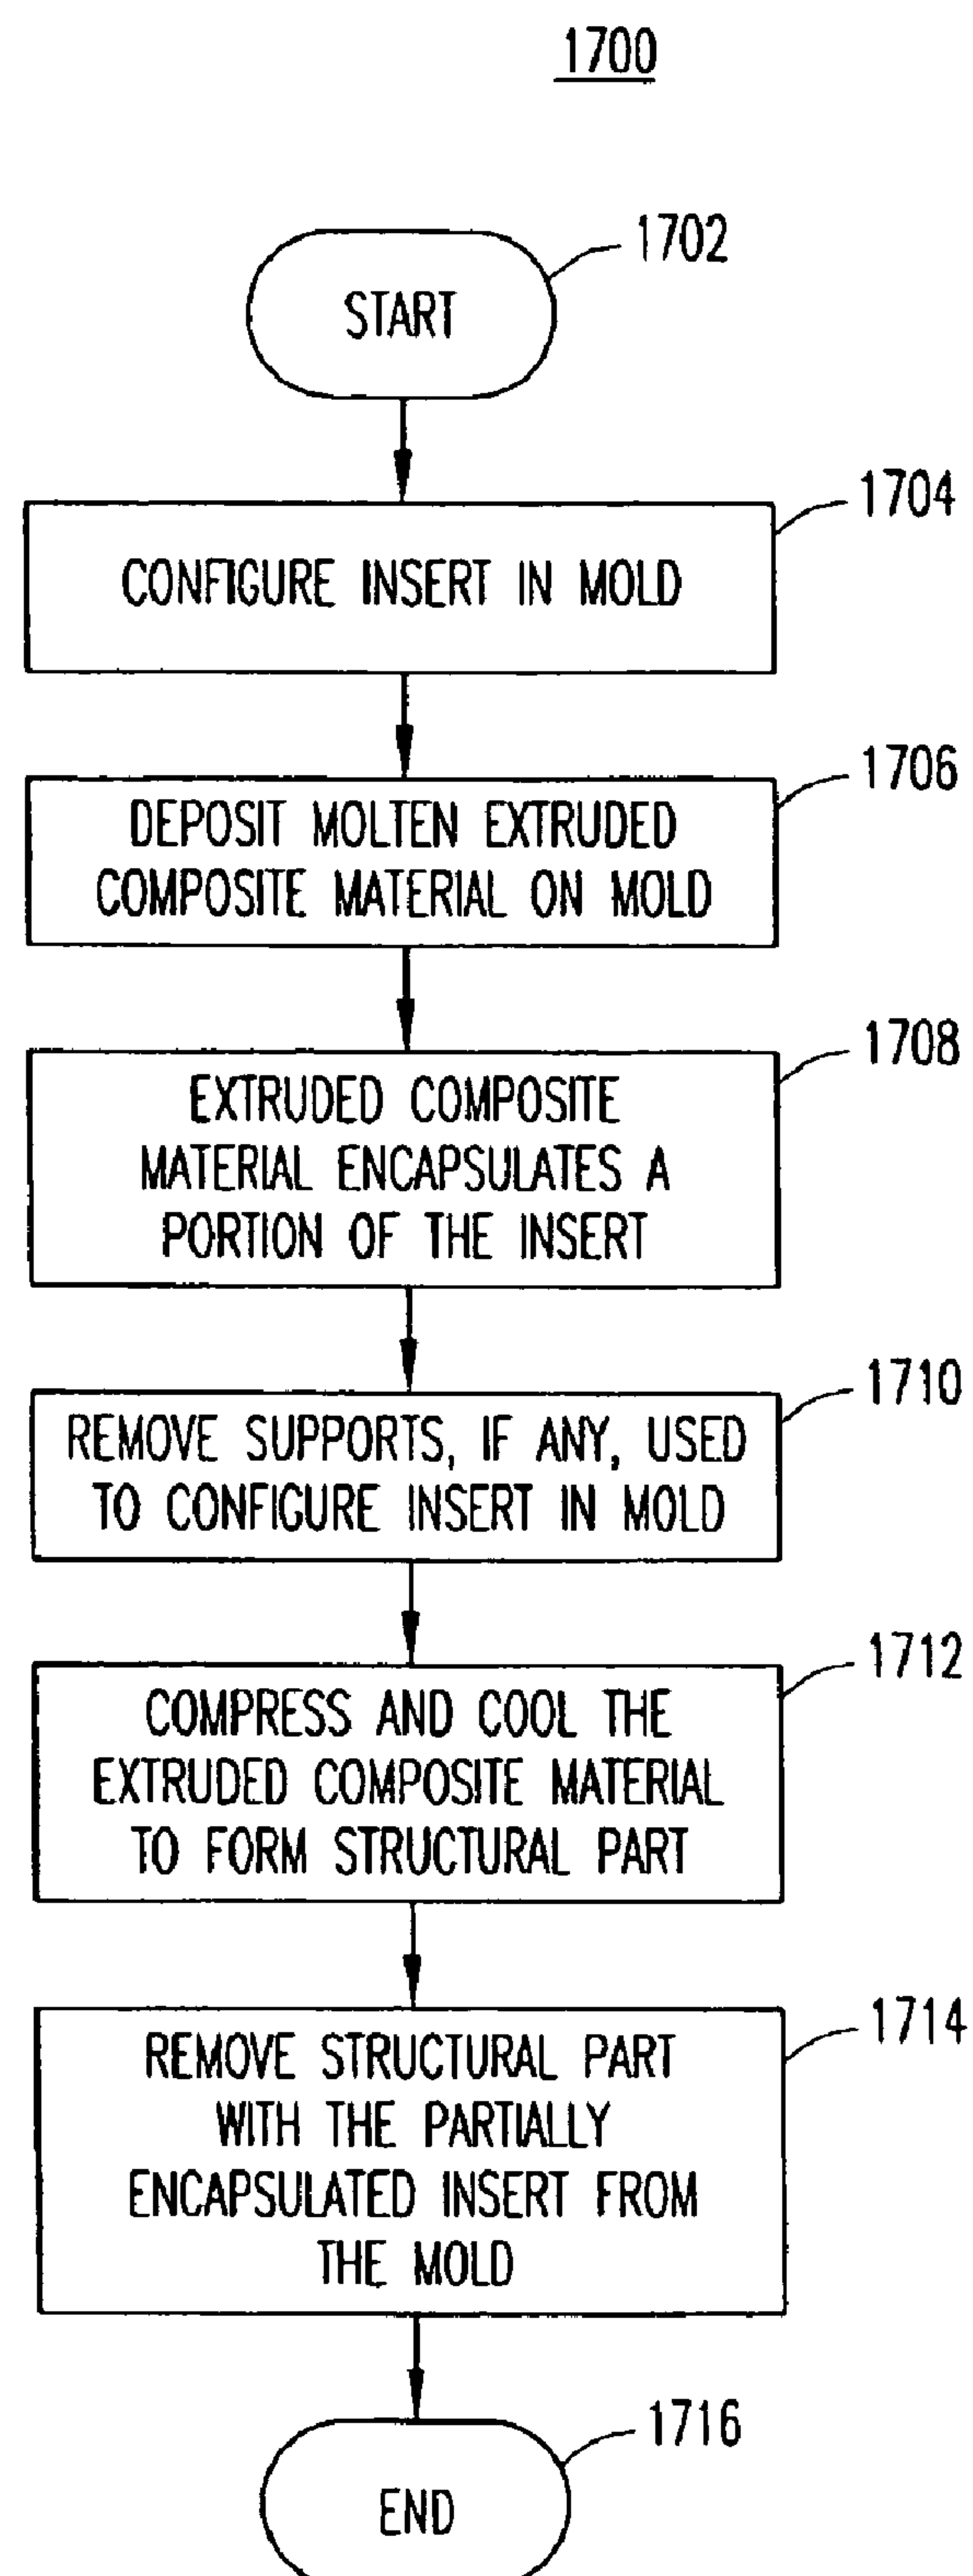 1700
1702
START
1704
CONFIGURE INSERT IN MOLD
1706
DEPOSIT MOLTEN EXTRUDED
COMPOSITE MATERIAL ON MOLD
1708
EXTRUDED COMPOSITE
MATERIAL ENCAPSULATES A
PORTION OF THE INSERT
1710
REMOVE SUPPORTS, IF ANY, USED
TO CONFIGURE INSERT IN MOLD
1712
COMPRESS AND COOL THE
EXTRUDED COMPOSITE MATERIAL
TO FORM STRUCTURAL PART
1714
REMOVE STRUCTURAL PART
WITH THE PARTIALLY
ENCAPSULATED INSERT FROM
THE MOLD
1716
END